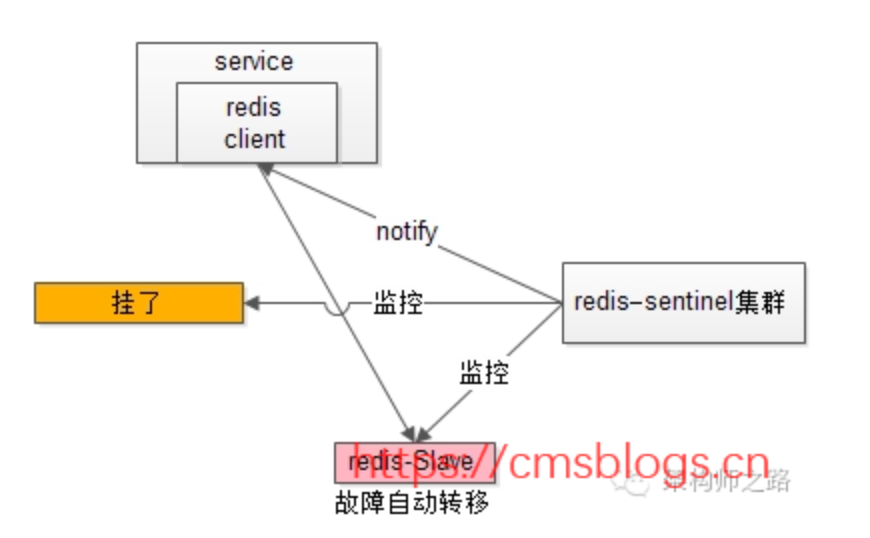 service
redis
client
notify
挂了
监控
redis-sentinel集群
监控
redis-Slave
https://cmsblogs.cn
架构师之路
故障自动转移